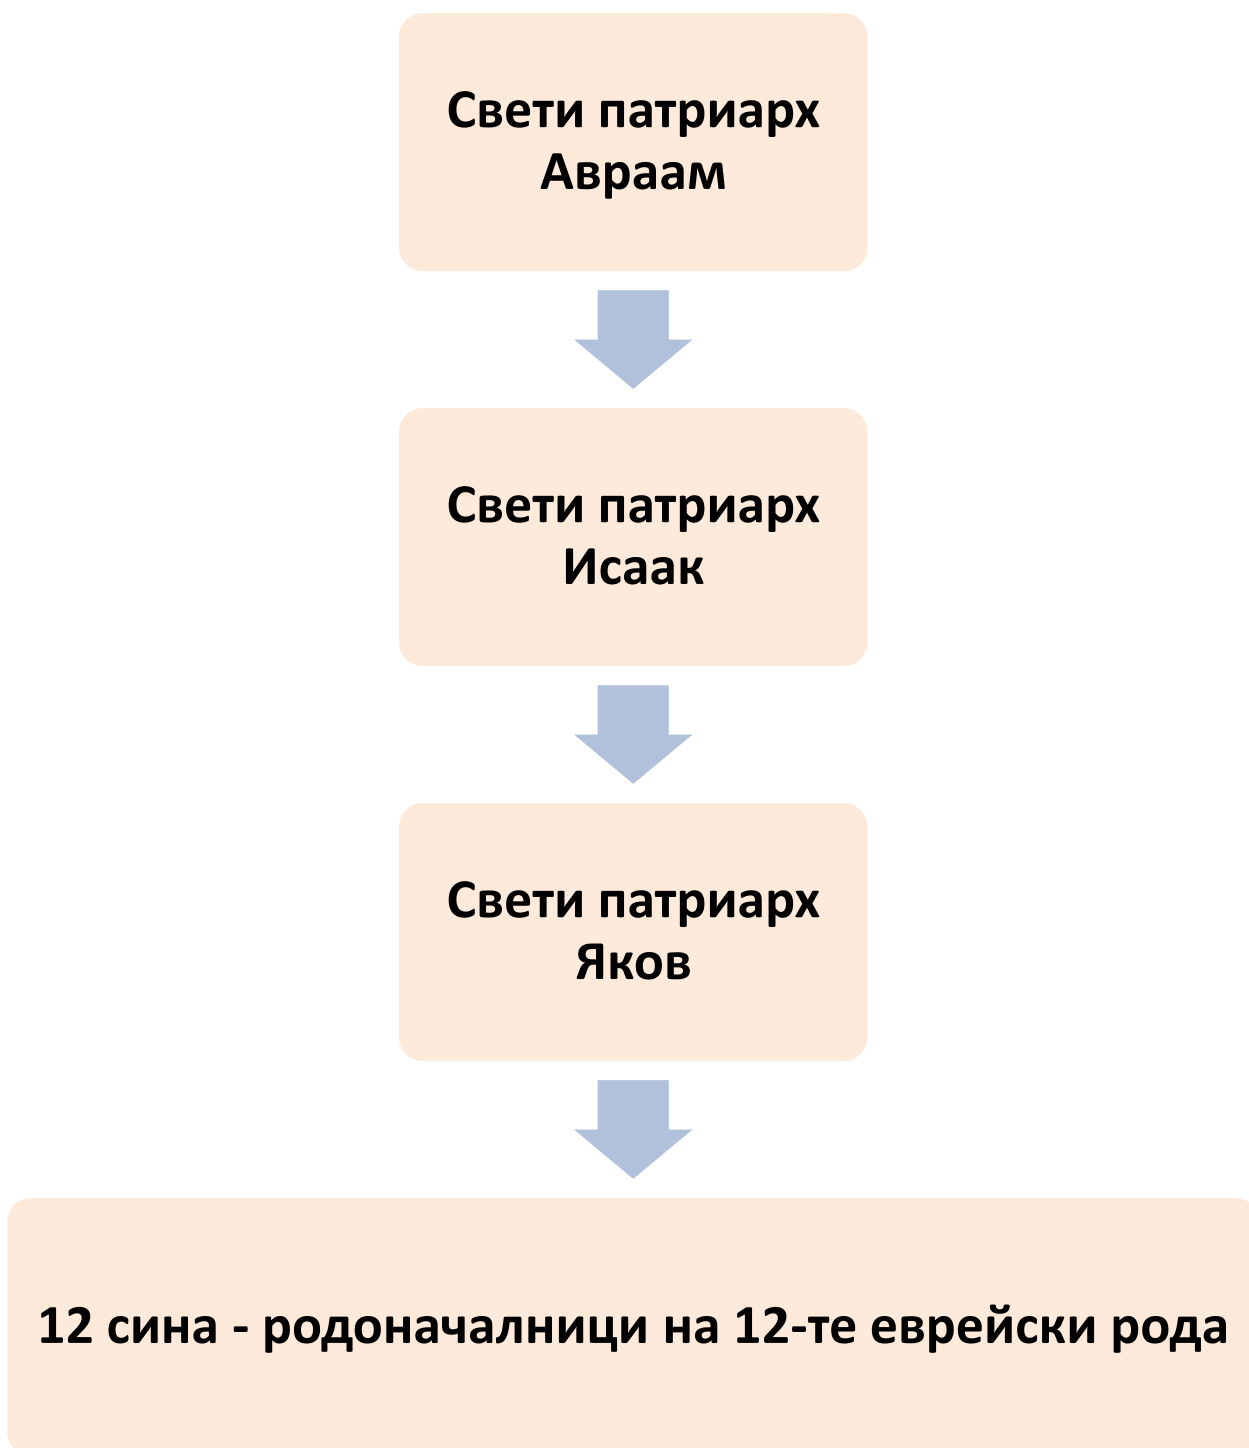 Свети патриарх
Авраам
Свети патриарх
Исаак
Свети патриарх
Яков
12 сина - родоначалници на 12-те еврейски рода